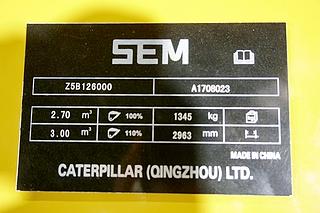 SEM
Z5B126000 A1708023
2.70 m³ 100% 1345 kg
3.00 m³ 110% 2963 mm
MADE IN CHINA
CATERPILLAR (QINGZHOU) LTD.